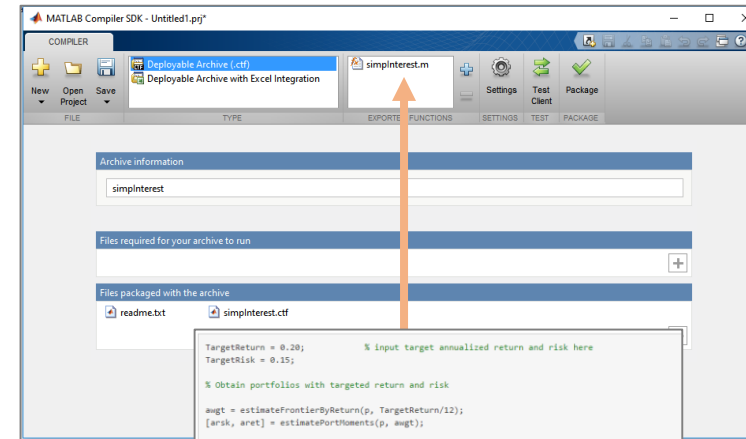 MATLAB Compiler SDK - Untitled1.prj*
COMPILER
Deployable Archive (.ctf)
Deployable Archive with Excel Integration
simpInterest.m
New
Open Project
Save
Settings
Test Client
Package
FILE
TYPE
EXPORTED FUNCTIONS
SETTINGS
TEST
PACKAGE
Archive information
simpInterest
Files required for your archive to run
Files packaged with the archive
readme.txt simpInterest.ctf
TargetReturn = 0.20; % input target annualized return and risk here
TargetRisk = 0.15;
% Obtain portfolios with targeted return and risk
awgt = estimateFrontierByReturn(p, TargetReturn/12);
[arsk, aret] = estimatePortMoments(p, awgt);